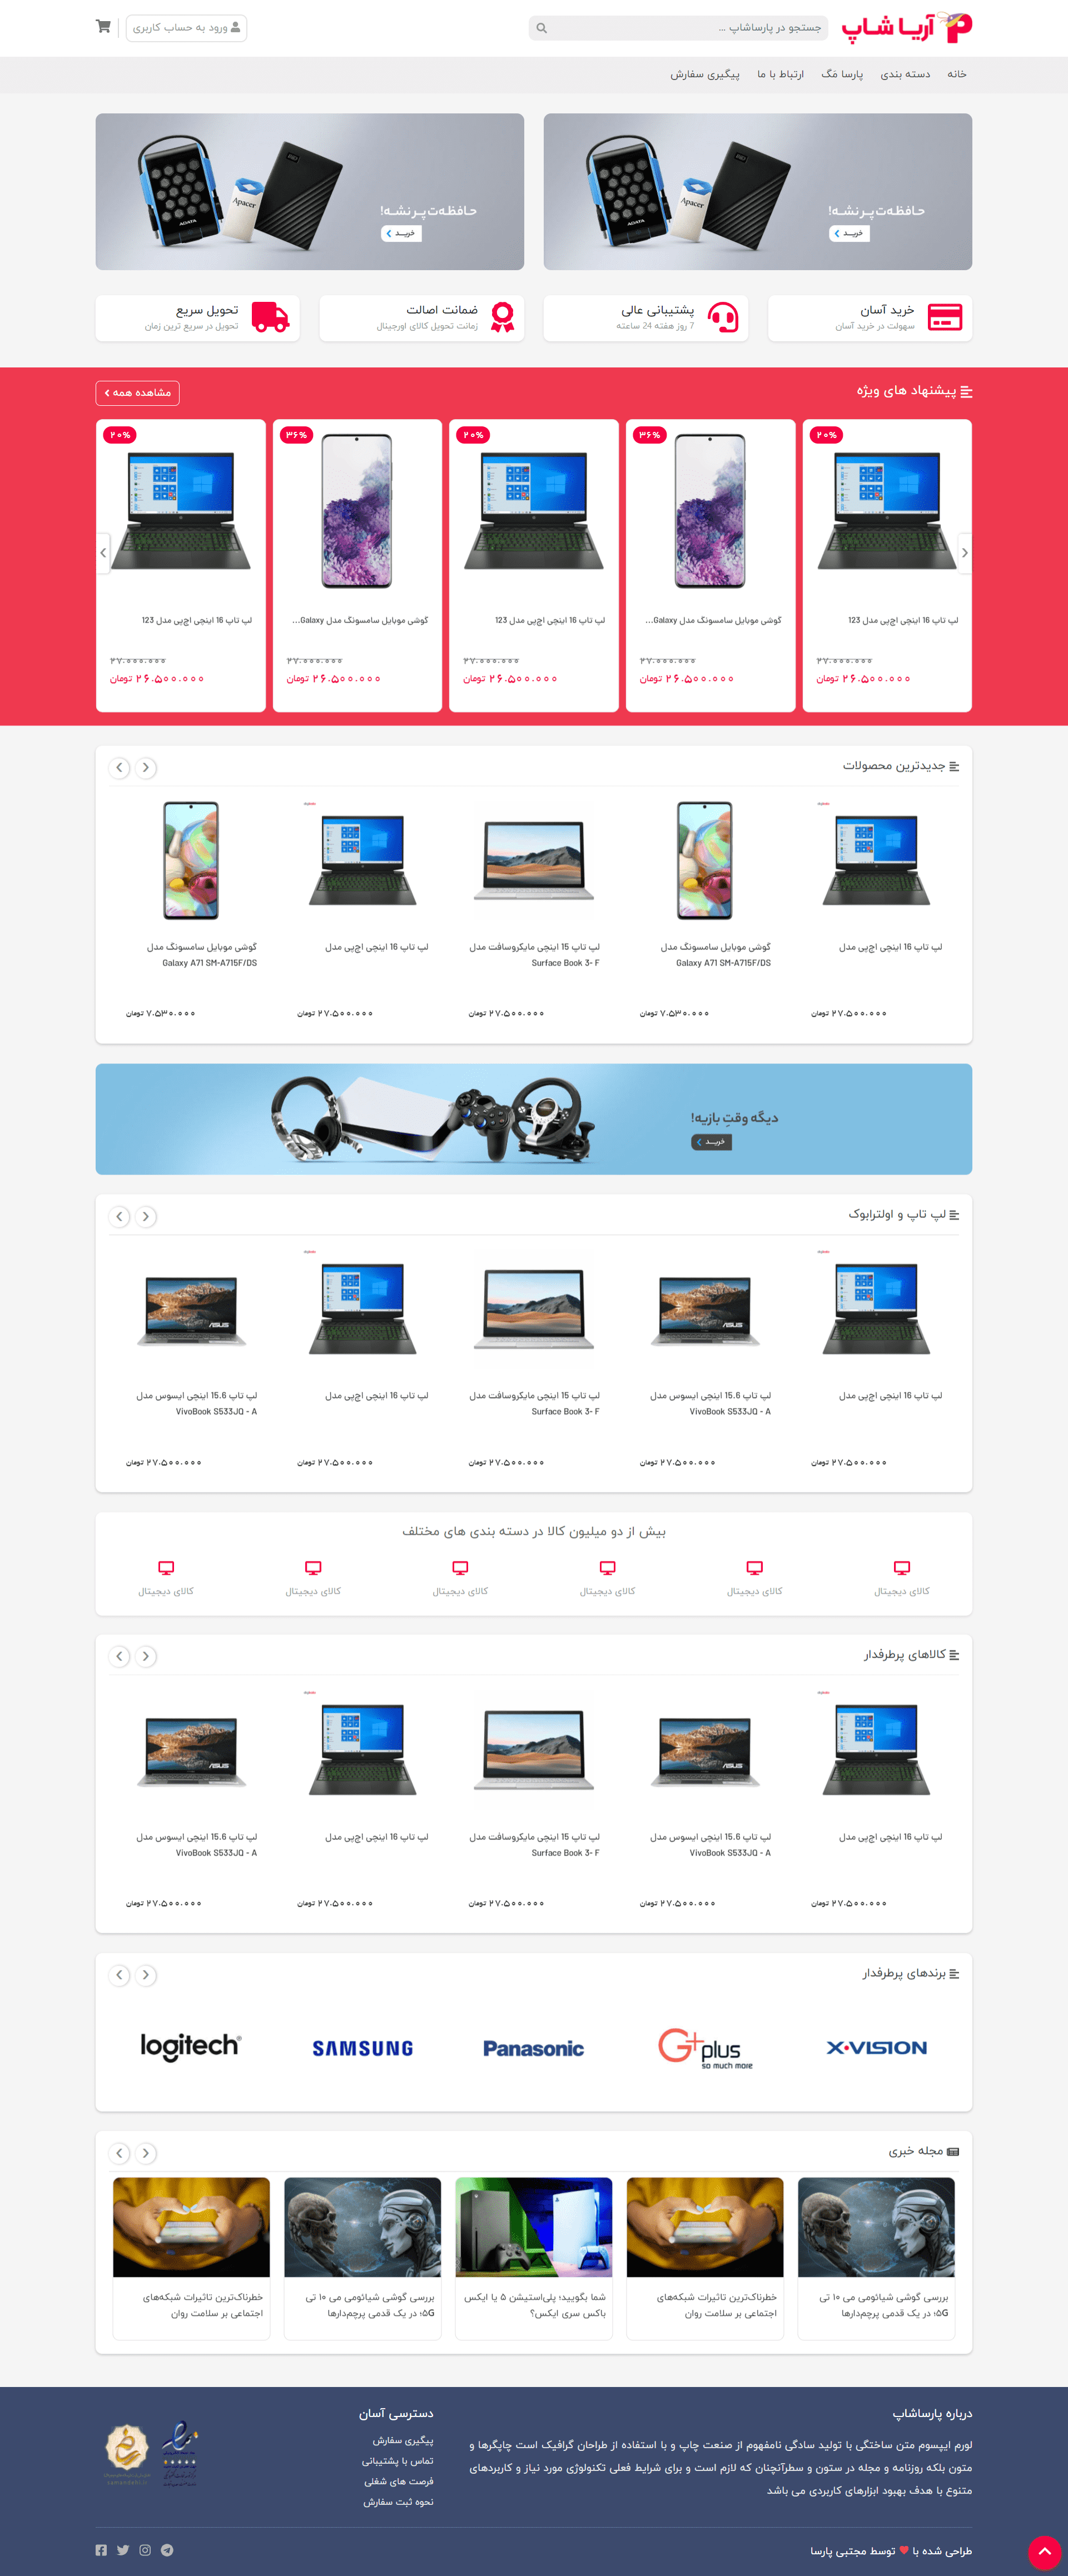 آریا شاپ
جستجو در پارساشاپ ...
ورود به حساب کاربری
خانه
دسته بندی
پارسا مَگ
ارتباط با ما
پیگیری سفارش
حـافظه‌ت پـر نشـه!
خریـــد
حـافظه‌ت پـر نشـه!
خریـــد
خرید آسان
سهولت در خرید آسان
پشتیبانی عالی
7 روز هفته 24 ساعته
ضمانت اصالت
زمانت تحویل کالای اورجینال
تحویل سریع
تحویل در سریع ترین زمان
پیشنهاد های ویژه
مشاهده همه
۲۰%
لپ تاپ 16 اینچی اچ‌پی مدل 123
۲۷.۰۰۰.۰۰۰
۲۶.۵۰۰.۰۰۰ تومان
۳۶%
گوشی موبایل سامسونگ مدل Galaxy...
۲۷.۰۰۰.۰۰۰
۲۶.۵۰۰.۰۰۰ تومان
۲۰%
لپ تاپ 16 اینچی اچ‌پی مدل 123
۲۷.۰۰۰.۰۰۰
۲۶.۵۰۰.۰۰۰ تومان
۳۶%
گوشی موبایل سامسونگ مدل Galaxy...
۲۷.۰۰۰.۰۰۰
۲۶.۵۰۰.۰۰۰ تومان
۲۰%
لپ تاپ 16 اینچی اچ‌پی مدل 123
۲۷.۰۰۰.۰۰۰
۲۶.۵۰۰.۰۰۰ تومان
جدیدترین محصولات
لپ تاپ 16 اینچی اچ‌پی مدل
۲۷.۵۰۰.۰۰۰ تومان
گوشی موبایل سامسونگ مدل
Galaxy A71 SM-A715F/DS
۷.۵۳۰.۰۰۰ تومان
لپ تاپ 15 اینچی مایکروسافت مدل
Surface Book 3- F
۲۷.۵۰۰.۰۰۰ تومان
لپ تاپ 16 اینچی اچ‌پی مدل
۲۷.۵۰۰.۰۰۰ تومان
گوشی موبایل سامسونگ مدل
Galaxy A71 SM-A715F/DS
۷.۵۳۰.۰۰۰ تومان
دیگه وقتِ بازیه!
خریـــد
لپ تاپ و اولترابوک
لپ تاپ 16 اینچی اچ‌پی مدل
۲۷.۵۰۰.۰۰۰ تومان
لپ تاپ 15.6 اینچی ایسوس مدل
VivoBook S533JQ - A
۲۷.۵۰۰.۰۰۰ تومان
لپ تاپ 15 اینچی مایکروسافت مدل
Surface Book 3- F
۲۷.۵۰۰.۰۰۰ تومان
لپ تاپ 16 اینچی اچ‌پی مدل
۲۷.۵۰۰.۰۰۰ تومان
لپ تاپ 15.6 اینچی ایسوس مدل
VivoBook S533JQ - A
۲۷.۵۰۰.۰۰۰ تومان
بیش از دو میلیون کالا در دسته بندی های مختلف
کالای دیجیتال
کالای دیجیتال
کالای دیجیتال
کالای دیجیتال
کالای دیجیتال
کالای دیجیتال
کالاهای پرطرفدار
لپ تاپ 16 اینچی اچ‌پی مدل
۲۷.۵۰۰.۰۰۰ تومان
لپ تاپ 15.6 اینچی ایسوس مدل
VivoBook S533JQ - A
۲۷.۵۰۰.۰۰۰ تومان
لپ تاپ 15 اینچی مایکروسافت مدل
Surface Book 3- F
۲۷.۵۰۰.۰۰۰ تومان
لپ تاپ 16 اینچی اچ‌پی مدل
۲۷.۵۰۰.۰۰۰ تومان
لپ تاپ 15.6 اینچی ایسوس مدل
VivoBook S533JQ - A
۲۷.۵۰۰.۰۰۰ تومان
برندهای پرطرفدار
X.VISION
G+plus
so much more
Panasonic
SAMSUNG
logitech®
مجله خبری
بررسی گوشی شیائومی می ۱۰ تی
۵G؛ در یک قدمی پرچم‌دارها
خطرناک‌ترین تاثیرات شبکه‌های
اجتماعی بر سلامت روان
شما بگویید؛ پلی‌استیشن ۵ یا ایکس
باکس سری ایکس؟
بررسی گوشی شیائومی می ۱۰ تی
۵G؛ در یک قدمی پرچم‌دارها
خطرناک‌ترین تاثیرات شبکه‌های
اجتماعی بر سلامت روان
درباره پارساشاپ
لورم ایپسوم متن ساختگی با تولید سادگی نامفهوم از صنعت چاپ و با استفاده از طراحان گرافیک است چاپگرها و
متون بلکه روزنامه و مجله در ستون و سطرآنچنان که لازم است و برای شرایط فعلی تکنولوژی مورد نیاز و کاربردهای
متنوع با هدف بهبود ابزارهای کاربردی می باشد
دسترسی آسان
پیگیری سفارش
تماس با پشتیبانی
فرصت های شغلی
نحوه ثبت سفارش
طراحی شده با توسط مجتبی پارسا